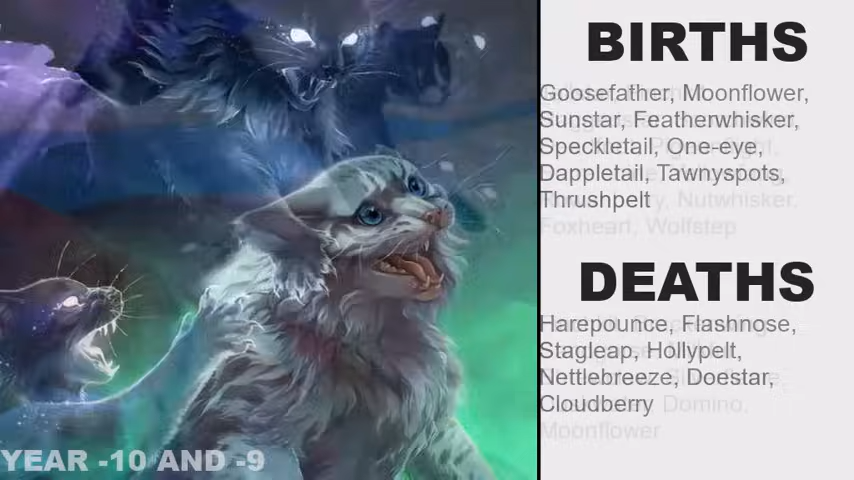 BIRTHS
Goosefather, Moonflower,
Sunstar, Featherwhisker,
Speckletail, One-eye,
Dappletail, Tawnyspots,
Thrushpelt
Nutwhisker.
Foxheart, Wolfstep
DEATHS
Harepounce, Flashnose,
Stagleap, Hollypelt,
Nettlebreeze, Doestar,
Cloudberry
Domino.
Moonflower
YEAR -10 AND -9